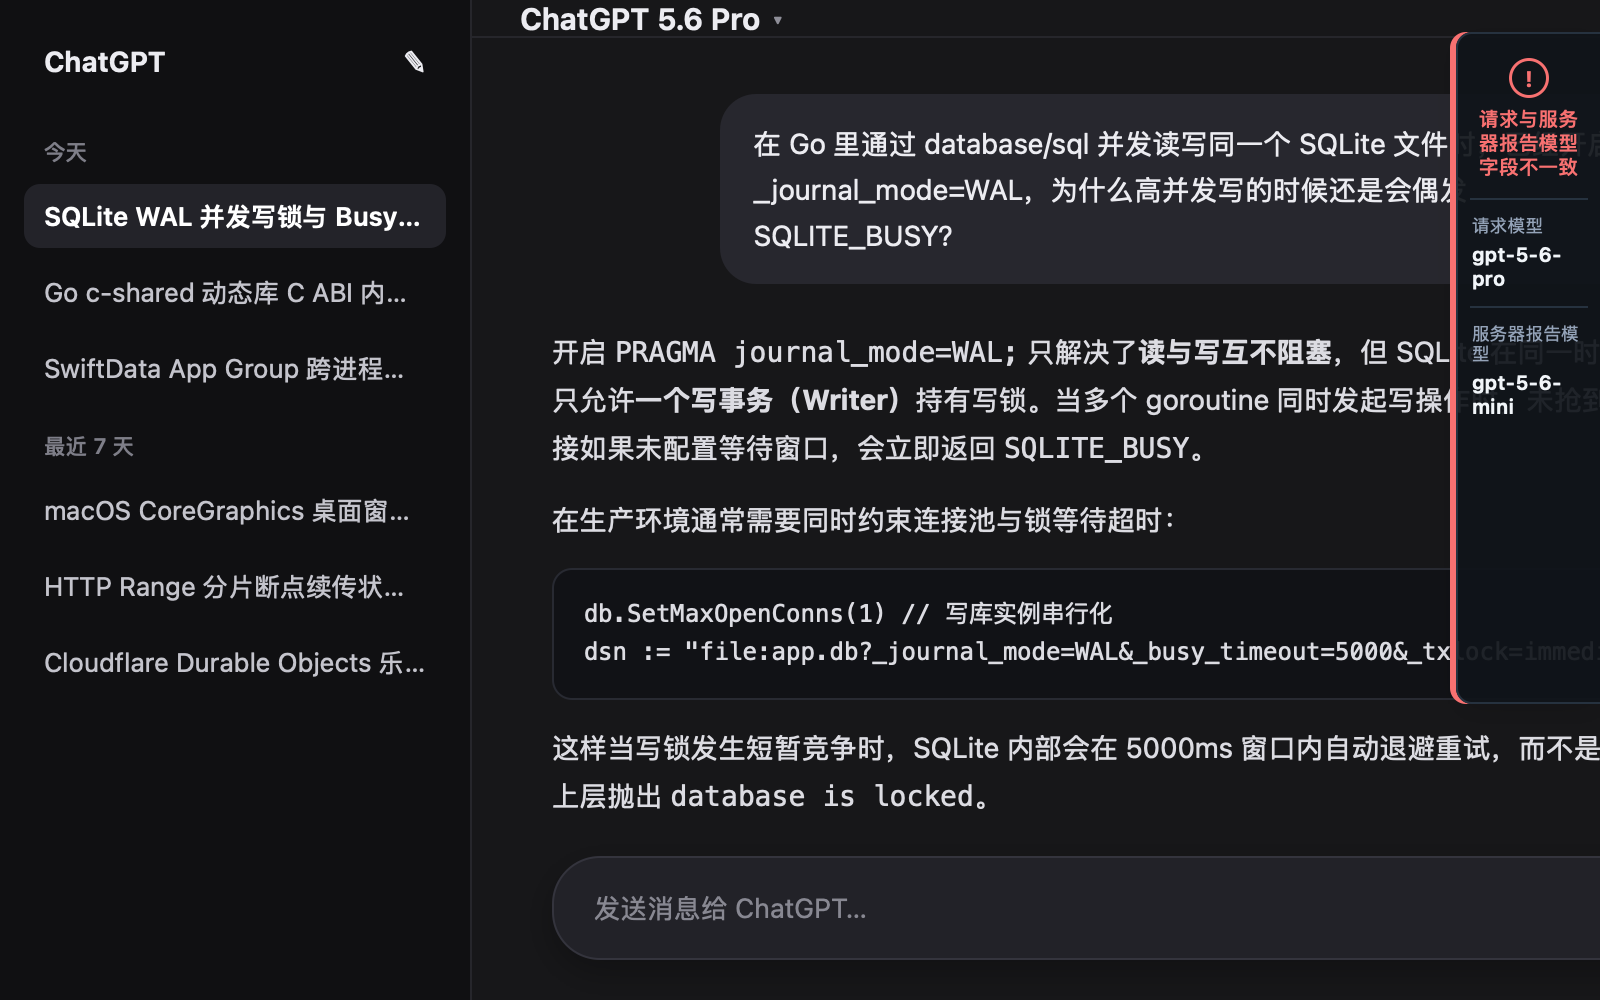 ChatGPT
今天
SQLite WAL 并发写锁与 Busy...
Go c-shared 动态库 C ABI 内...
SwiftData App Group 跨进程...
最近 7 天
macOS CoreGraphics 桌面窗...
HTTP Range 分片断点续传状...
Cloudflare Durable Objects 乐...
ChatGPT 5.6 Pro
在 Go 里通过 database/sql 并发读写同一个 SQLite 文件
_journal_mode=WAL，为什么高并发写的时候还是会偶发
SQLITE_BUSY?
开启 PRAGMA journal_mode=WAL; 只解决了读与写互不阻塞，但 SQLite 在同一时
只允许一个写事务（Writer）持有写锁。当多个 goroutine 同时发起写操作 未抢到
接如果未配置等待窗口，会立即返回 SQLITE_BUSY。
在生产环境通常需要同时约束连接池与锁等待超时：
db.SetMaxOpenConns(1) // 写库实例串行化
dsn := "file:app.db?_journal_mode=WAL&_busy_timeout=5000&_txlock=immed
这样当写锁发生短暂竞争时，SQLite 内部会在 5000ms 窗口内自动退避重试，而不是
上层抛出 database is locked。
发送消息给 ChatGPT...
请求与服务
器报告模型
字段不一致
请求模型
gpt-5-6-
pro
服务器报告模
型
gpt-5-6-
mini